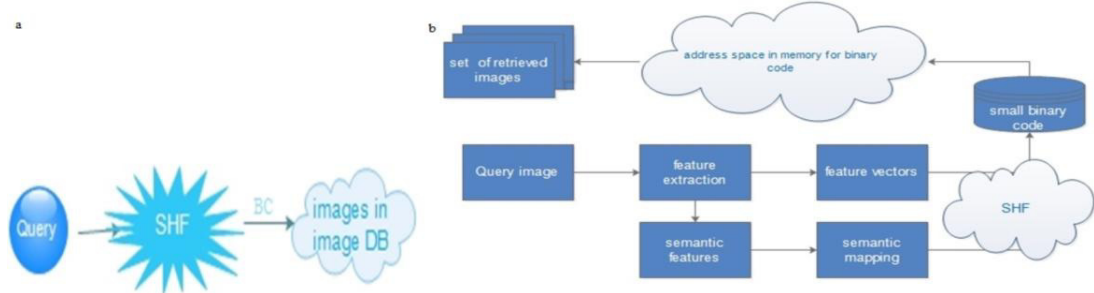 a
Query
SHF
BC
images in
image DB
b
set of retrieved
images
address space in memory for binary
code
small binary
code
Query image
feature
extraction
feature vectors
SHF
semantic
features
semantic
mapping